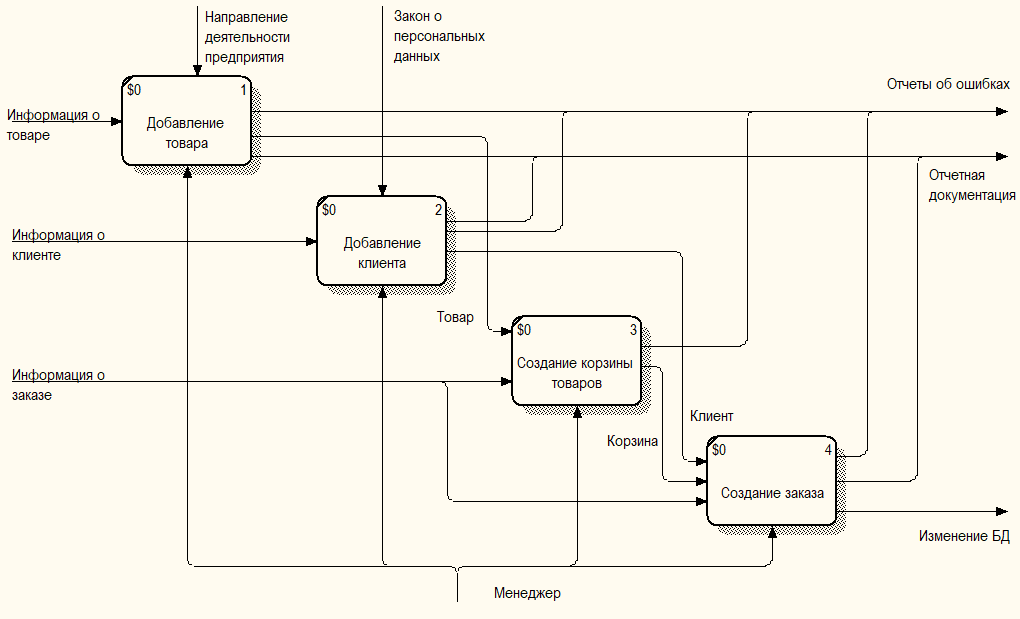 Направление
деятельности
предприятия
Закон о
персональных
данных
Отчеты об ошибках
$0 1
Добавление
товара
Информация о
товаре
Отчетная
документация
$0 2
Добавление
клиента
Информация о
клиенте
Товар
$0 3
Создание корзины
товаров
Информация о
заказе
Клиент
Корзина
$0 4
Создание заказа
Изменение БД
Менеджер